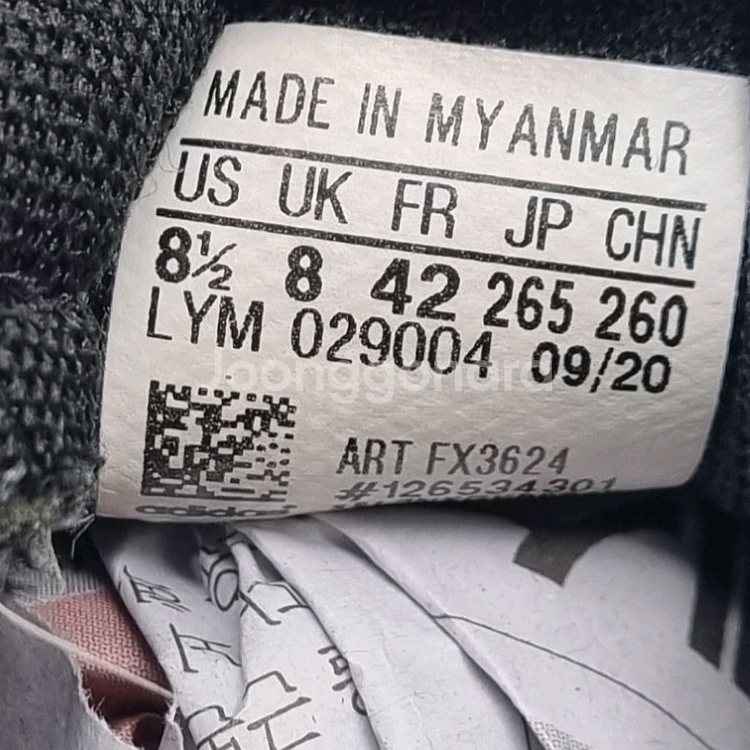 MADE IN MYANMAR
US UK FR JP CHN
8½ 8 42 265 260
LYM 029004 09/20
joonggonara
ART FX3624
#126534301
adidas